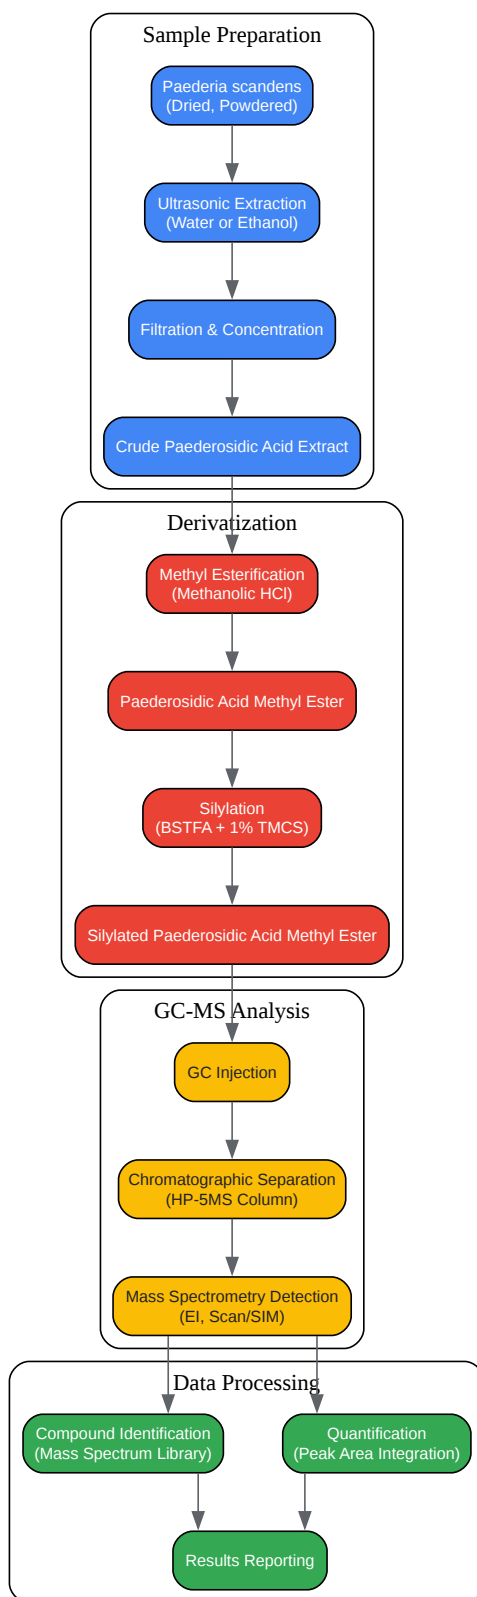 Sample Preparation
Paederia scandens
(Dried, Powdered)
Ultrasonic Extraction
(Water or Ethanol)
Filtration & Concentration
Crude Paederosidic Acid Extract
Derivatization
Methyl Esterification
(Methanolic HCl)
Paederosidic Acid Methyl Ester
Silylation
(BSTFA + 1% TMCS)
Silylated Paederosidic Acid Methyl Ester
GC-MS Analysis
GC Injection
Chromatographic Separation
(HP-5MS Column)
Mass Spectrometry Detection
(EI, Scan/SIM)
Data Processing
Compound Identification
(Mass Spectrum Library)
Quantification
(Peak Area Integration)
Results Reporting